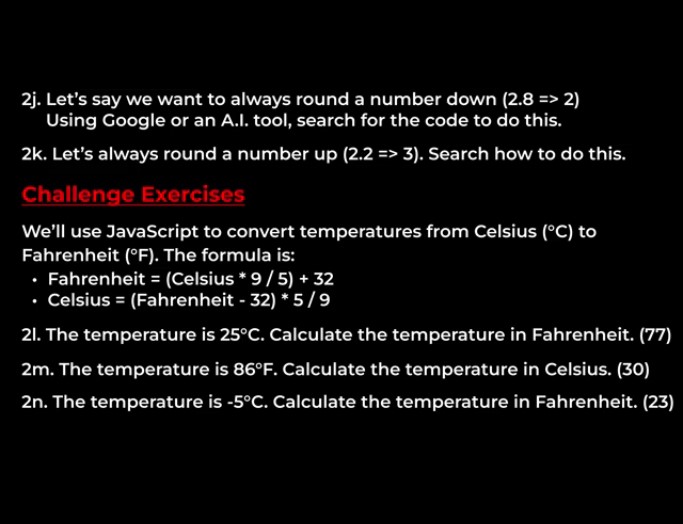 2j. Let's say we want to always round a number down (2.8 => 2)
Using Google or an A.I. tool, search for the code to do this.
2k. Let's always round a number up (2.2 => 3). Search how to do this.
Challenge Exercises
We'll use JavaScript to convert temperatures from Celsius (°C) to
Fahrenheit (°F). The formula is:
• Fahrenheit = (Celsius * 9 / 5) + 32
• Celsius = (Fahrenheit - 32) * 5 / 9
2l. The temperature is 25°C. Calculate the temperature in Fahrenheit. (77)
2m. The temperature is 86°F. Calculate the temperature in Celsius. (30)
2n. The temperature is -5°C. Calculate the temperature in Fahrenheit. (23)